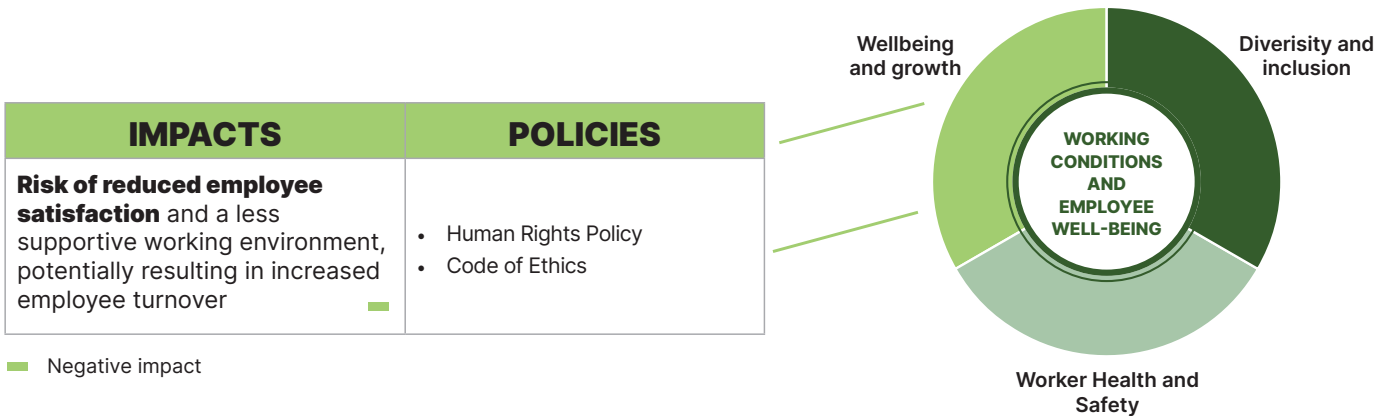 IMPACTS
POLICIES
Risk of reduced employee
satisfaction and a less
supportive working environment,
potentially resulting in increased
employee turnover
• Human Rights Policy
• Code of Ethics
Negative impact
Wellbeing
and growth
Diverisity and
inclusion
WORKING
CONDITIONS
AND
EMPLOYEE
WELL-BEING
Worker Health and
Safety